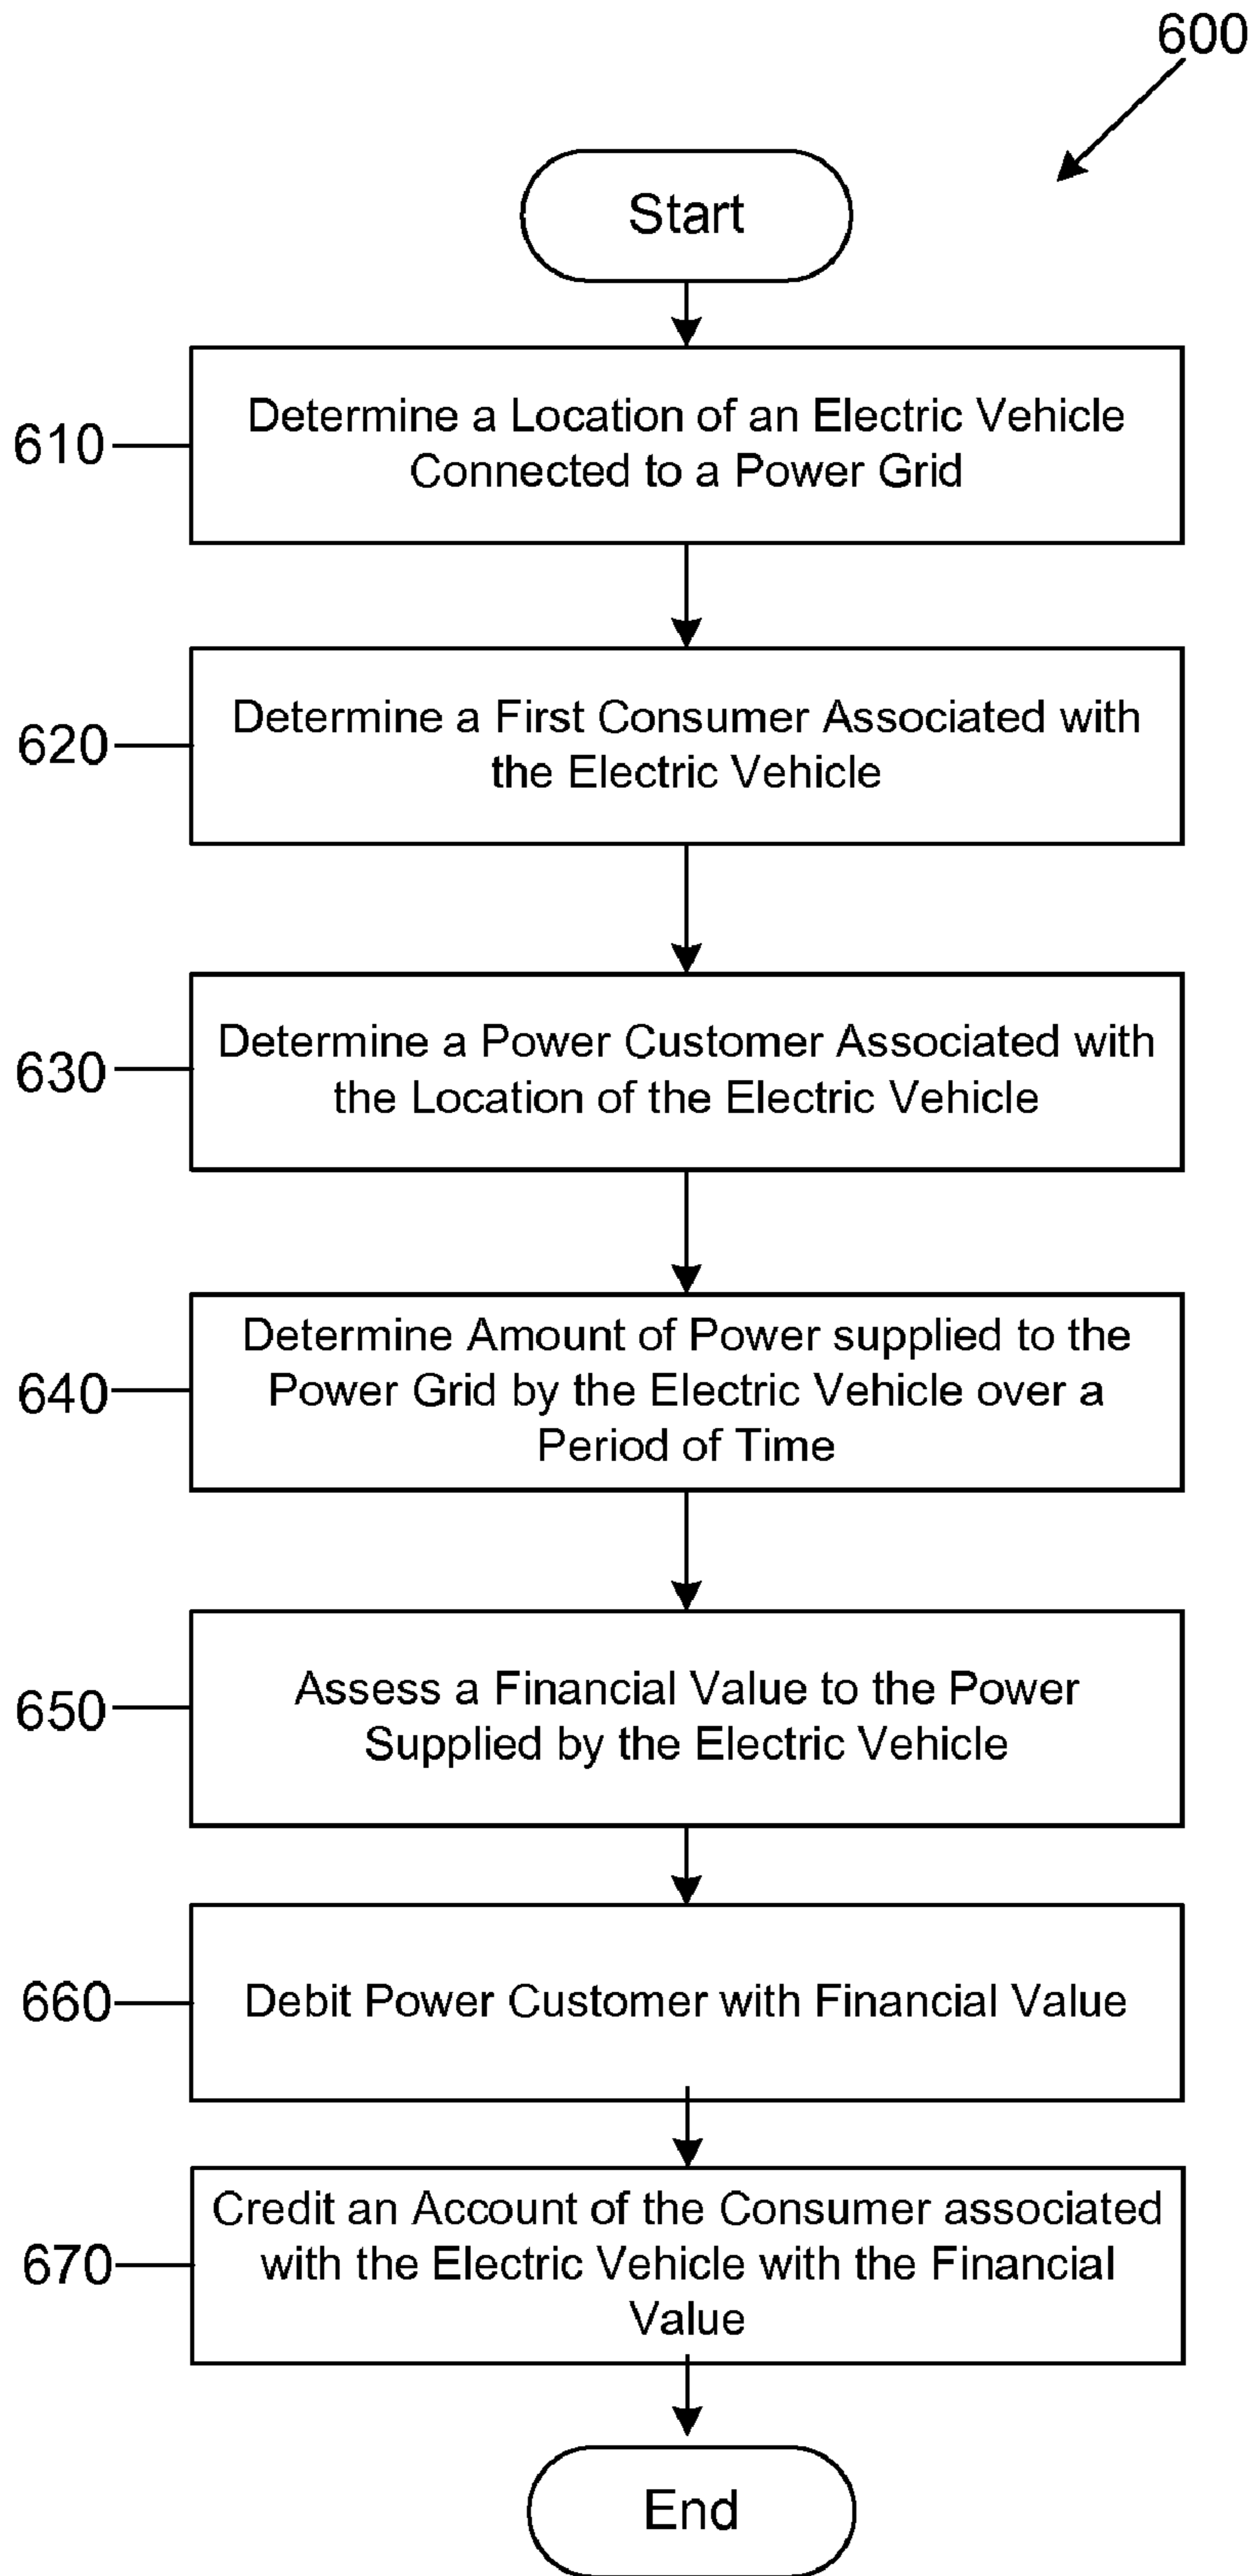 600
Start
610
Determine a Location of an Electric Vehicle
Connected to a Power Grid
620
Determine a First Consumer Associated with
the Electric Vehicle
630
Determine a Power Customer Associated with
the Location of the Electric Vehicle
640
Determine Amount of Power supplied to the
Power Grid by the Electric Vehicle over a
Period of Time
650
Assess a Financial Value to the Power
Supplied by the Electric Vehicle
660
Debit Power Customer with Financial Value
670
Credit an Account of the Consumer associated
with the Electric Vehicle with the Financial
Value
End